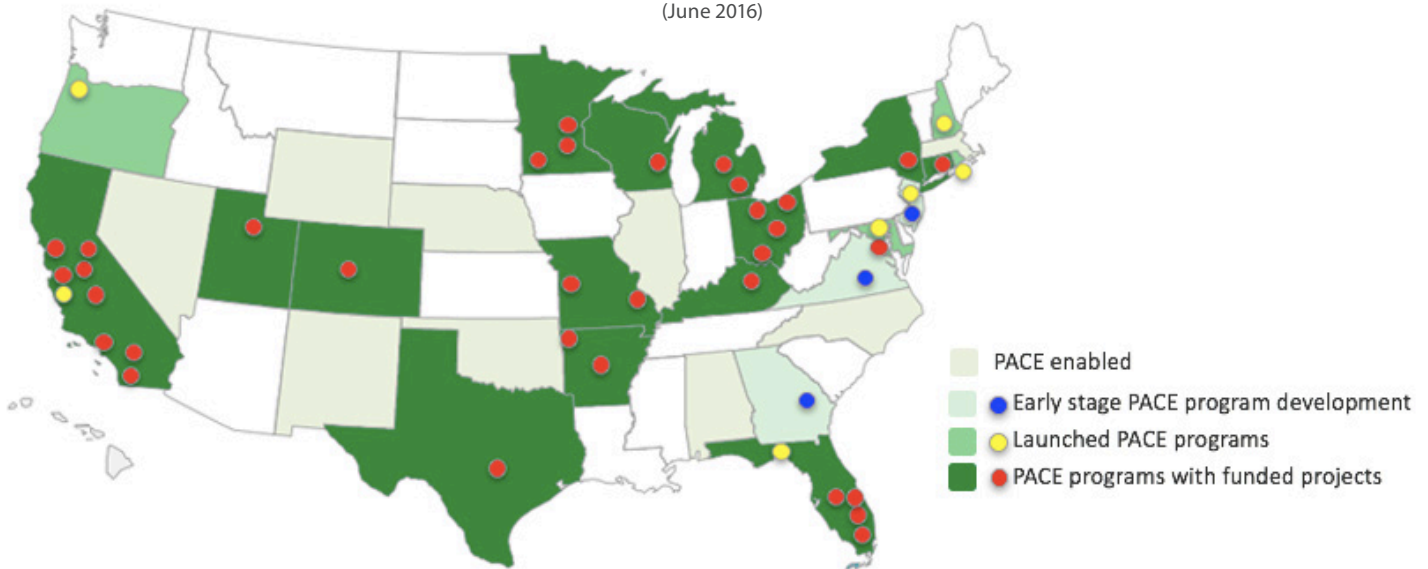 (June 2016)
PACE enabled
Early stage PACE program development
Launched PACE programs
PACE programs with funded projects